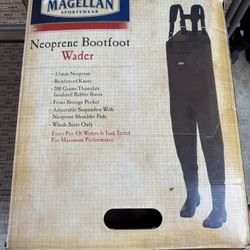 MAGELLAN
SPORTSWEAR
Neoprene Bootfoot
Wader
- 3.5mm Neoprene
- Reinforced Knees
- 200 Grams Thinsulate
Insulated Rubber Boots
- Front Storage Pocket
- Adjustable Suspenders With
Neoprene Shoulder Pads
- Whole Sizes Only
- Every Pair Of Waders Is Tank Tested
For Maximum Performance